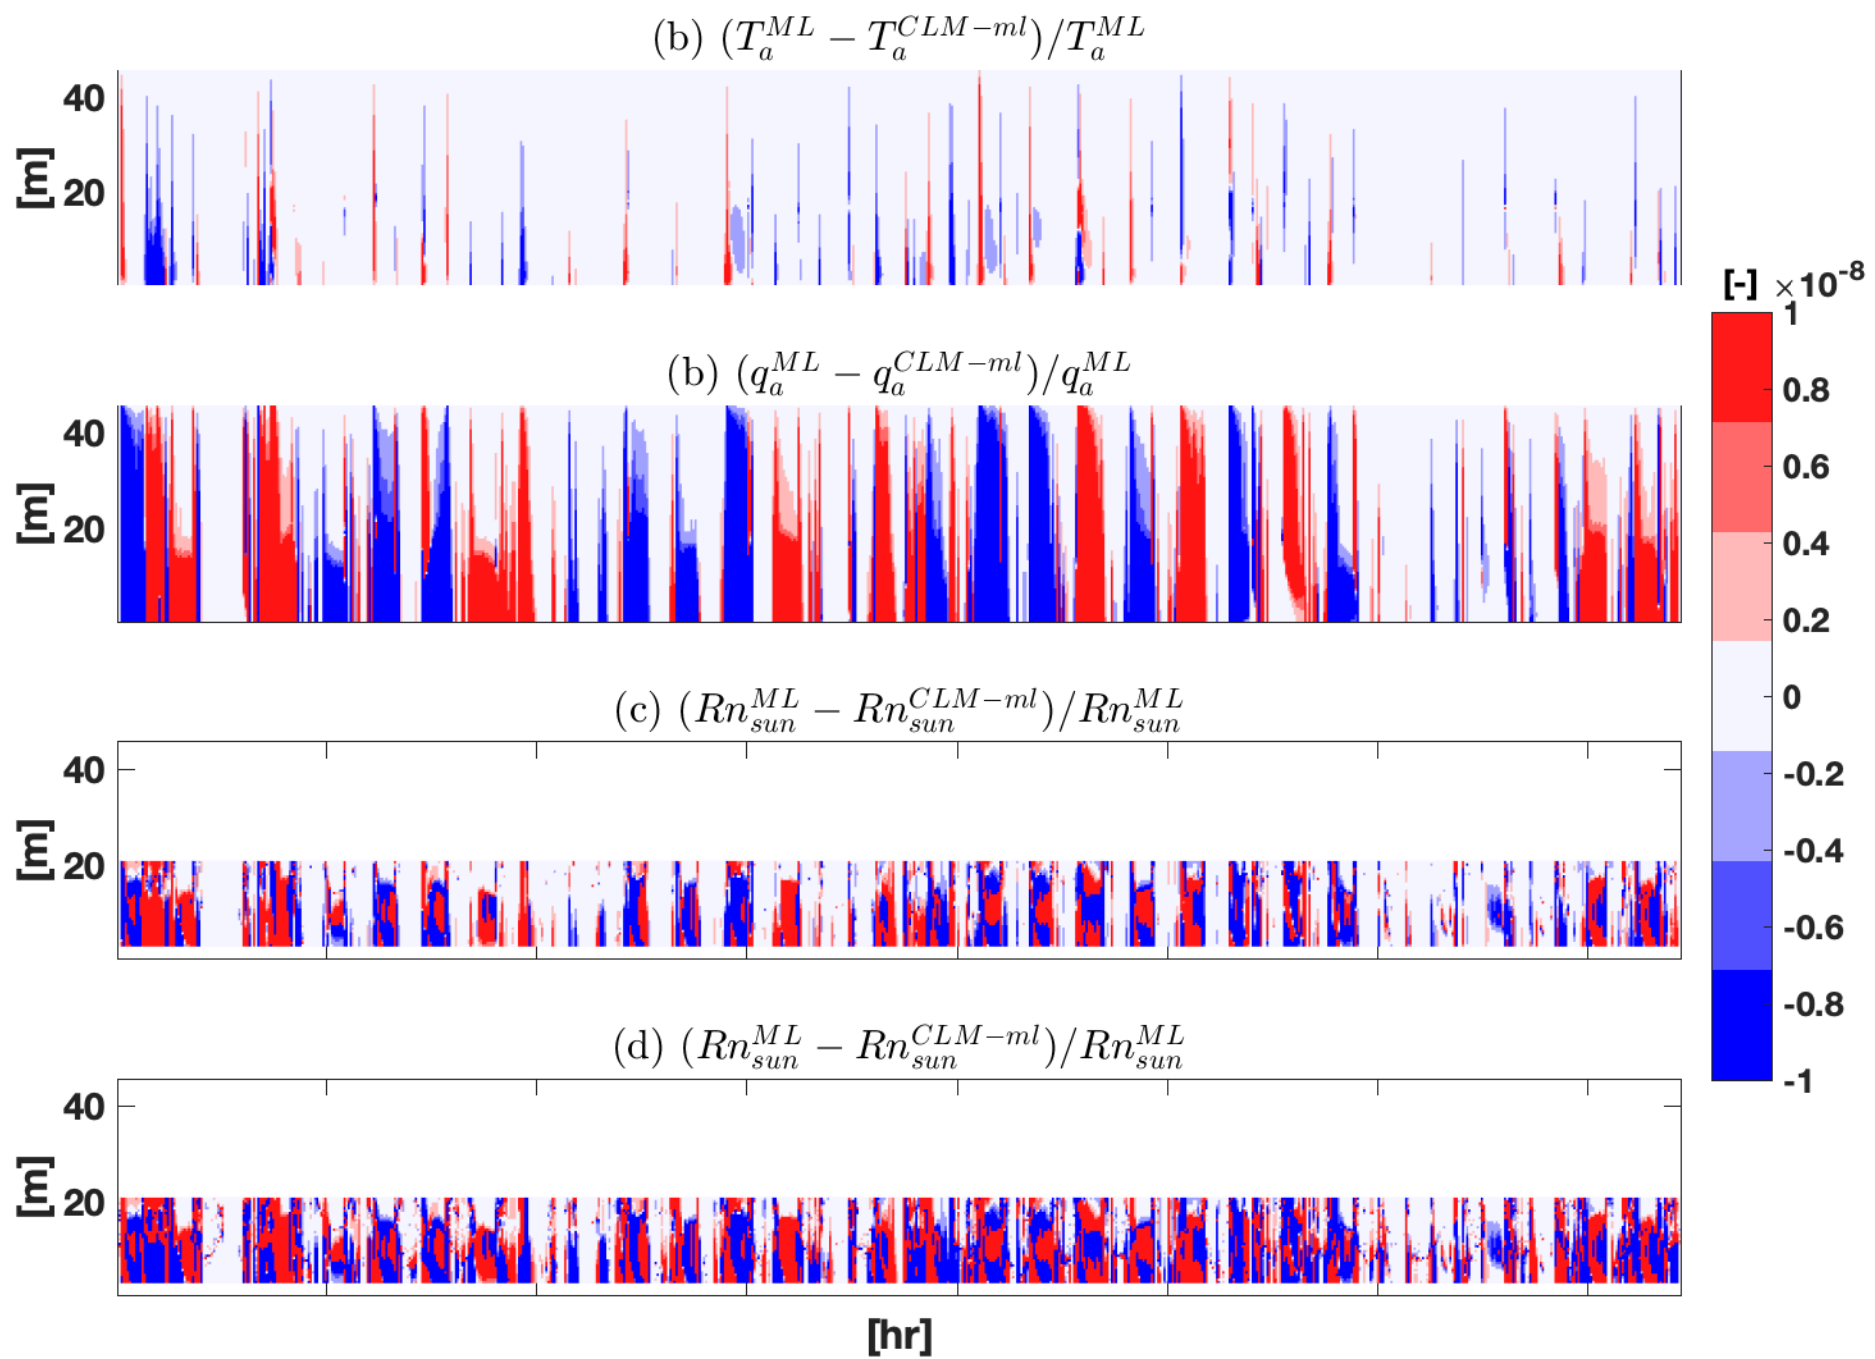 (b) $(T_a^{ML} - T_a^{CLM-ml})/T_a^{ML}$
40
[m]
20
[-] ×10^{-8}
1
0.8
0.6
0.4
0.2
0
-0.2
-0.4
-0.6
-0.8
-1
(b) $(q_a^{ML} - q_a^{CLM-ml})/q_a^{ML}$
40
[m]
20
(c) $(Rn_{sun}^{ML} - Rn_{sun}^{CLM-ml})/Rn_{sun}^{ML}$
40
[m]
20
(d) $(Rn_{sun}^{ML} - Rn_{sun}^{CLM-ml})/Rn_{sun}^{ML}$
40
[m]
20
[hr]